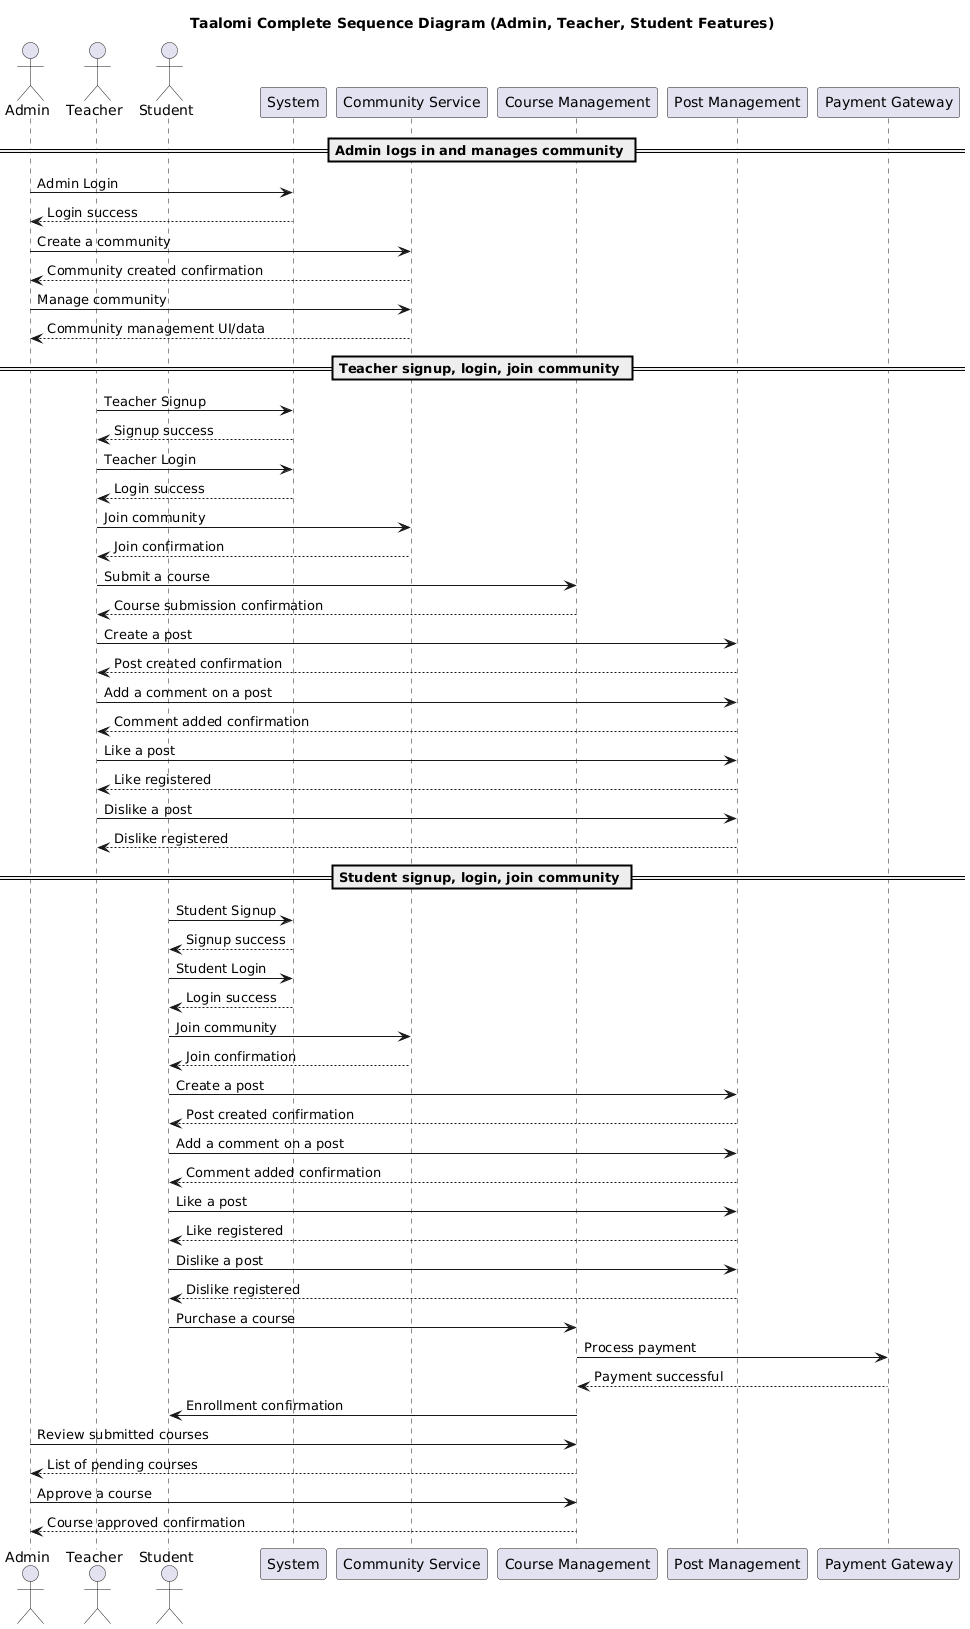 Taalomi Complete Sequence Diagram (Admin, Teacher, Student Features)
Admin Teacher Student System Community Service Course Management Post Management Payment Gateway
Admin logs in and manages community
Admin Login
Login success
Create a community
Community created confirmation
Manage community
Community management UI/data
Teacher signup, login, join community
Teacher Signup
Signup success
Teacher Login
Login success
Join community
Join confirmation
Submit a course
Course submission confirmation
Create a post
Post created confirmation
Add a comment on a post
Comment added confirmation
Like a post
Like registered
Dislike a post
Dislike registered
Student signup, login, join community
Student Signup
Signup success
Student Login
Login success
Join community
Join confirmation
Create a post
Post created confirmation
Add a comment on a post
Comment added confirmation
Like a post
Like registered
Dislike a post
Dislike registered
Purchase a course
Process payment
Payment successful
Enrollment confirmation
Review submitted courses
List of pending courses
Approve a course
Course approved confirmation
Admin Teacher Student System Community Service Course Management Post Management Payment Gateway